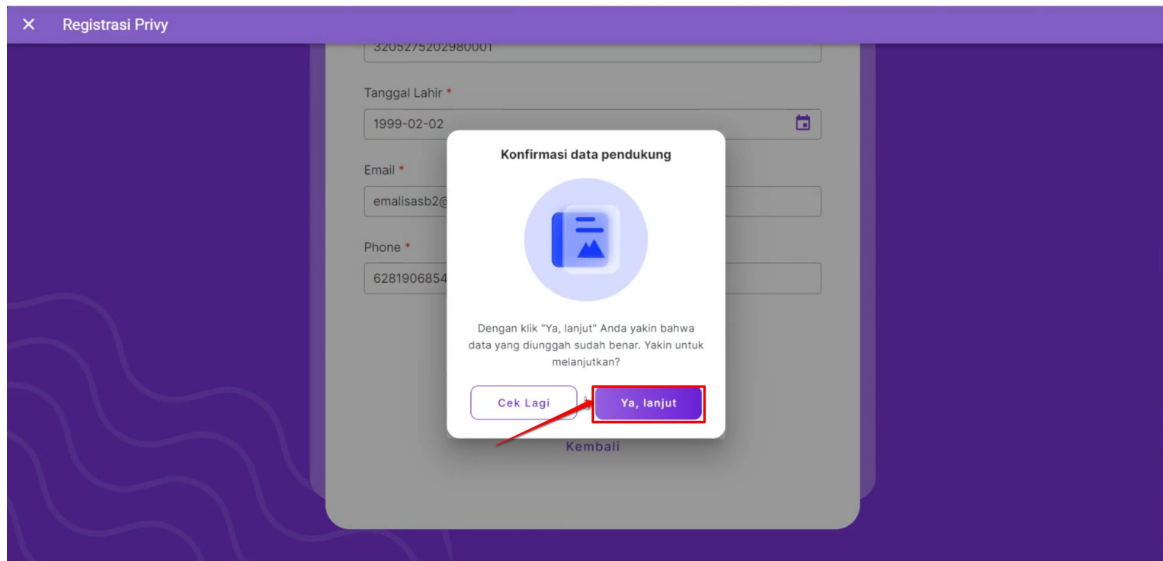 Registrasi Privy
3205275202980001
Tanggal Lahir *
1999-02-02
Konfirmasi data pendukung
Email *
emalisasb2@
Phone *
6281906854
Dengan klik "Ya, lanjut" Anda yakin bahwa
data yang diunggah sudah benar. Yakin untuk
melanjutkan?
Cek Lagi
Ya, lanjut
Kembali